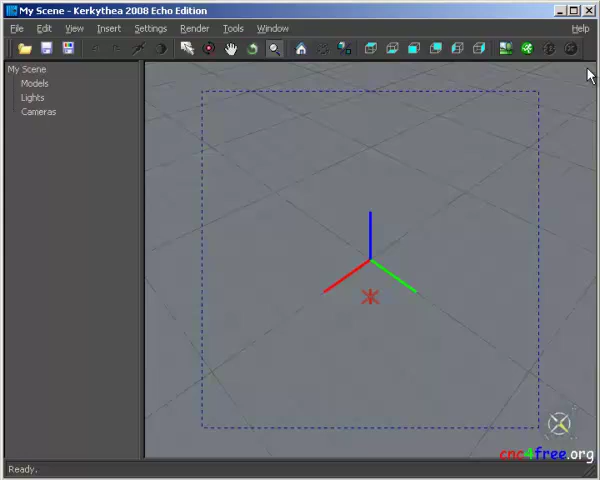 My Scene - Kerkythea 2008 Echo Edition
File Edit View Insert Settings Render Tools Window Help
My Scene
Models
Lights
Cameras
cnc4free.org
Ready.